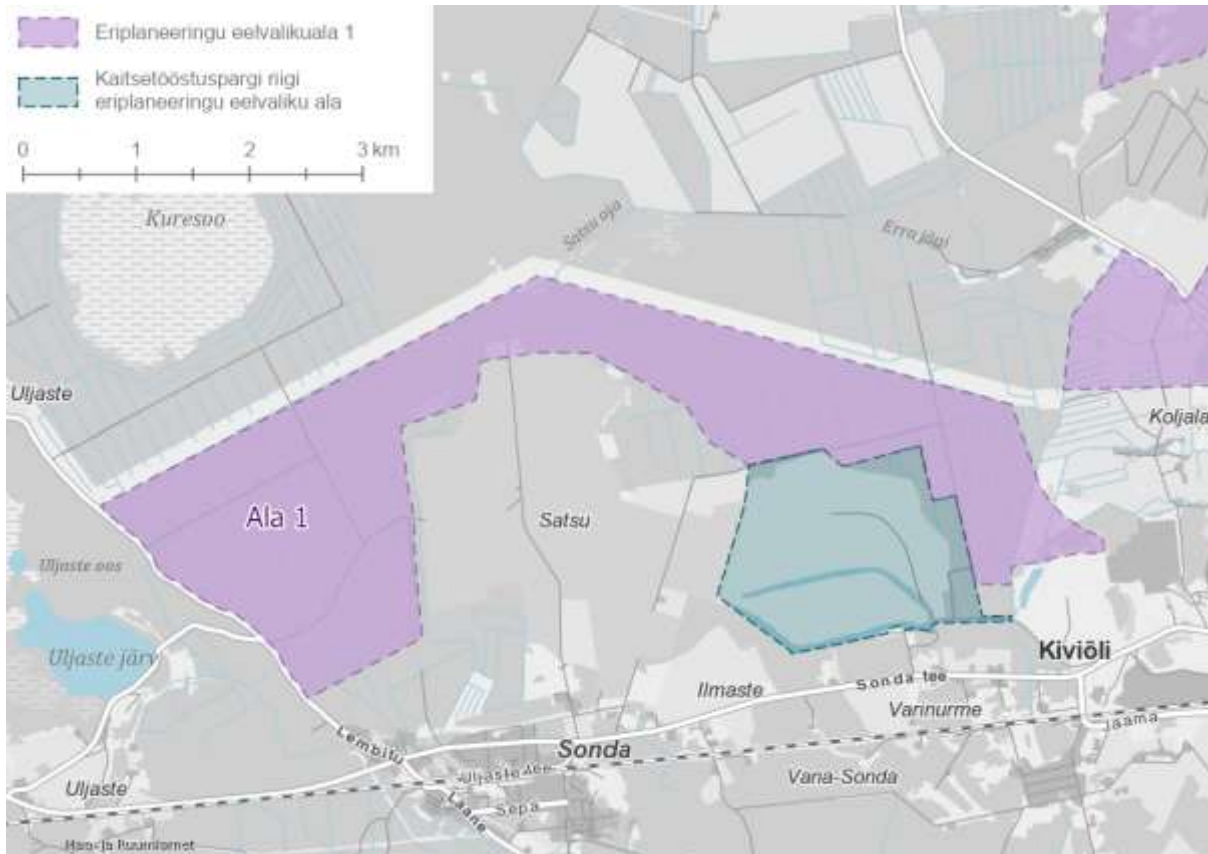 Eriplaneeringu eelvalikuala 1
Kaitsetööstuspargi riigi
eriplaneeringu eelvaliku ala
0 1 2 3 km
Kuresoo
Satsu oja
Erra jõgi
Uljaste
Koljala
Ala 1
Satsu
Uljaste oos
Uljaste järv
Kiviõli
Sonda tee
Ilmaste
Varinurme
Jaama
Lembitu
Sonda
Uljaste tee
Vana-Sonda
Uljaste
Laane
Sepa
Maa- ja Ruumiamet